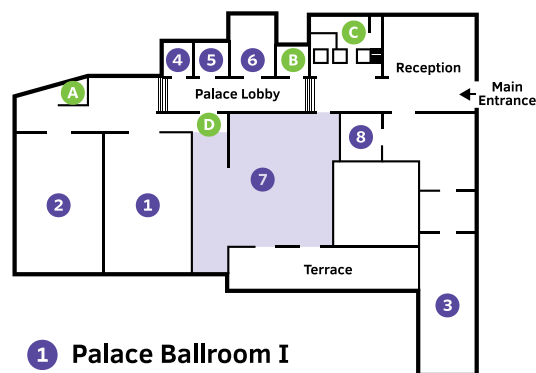 C
4
5
6
B
Reception
A
Palace Lobby
Main
Entrance
D
8
7
2
1
Terrace
3
1 Palace Ballroom I